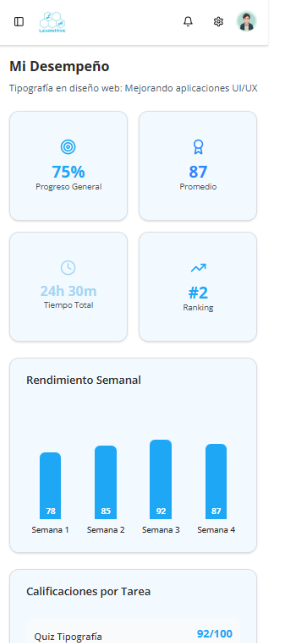 Mi Desempeño
Tipografía en diseño web: Mejorando aplicaciones UI/UX
75%
Progreso General
87
Promedio
24h 30m
Tiempo Total
#2
Ranking
Rendimiento Semanal
78 85 92 87
Semana 1 Semana 2 Semana 3 Semana 4
Calificaciones por Tarea
Quiz Tipografía 92/100